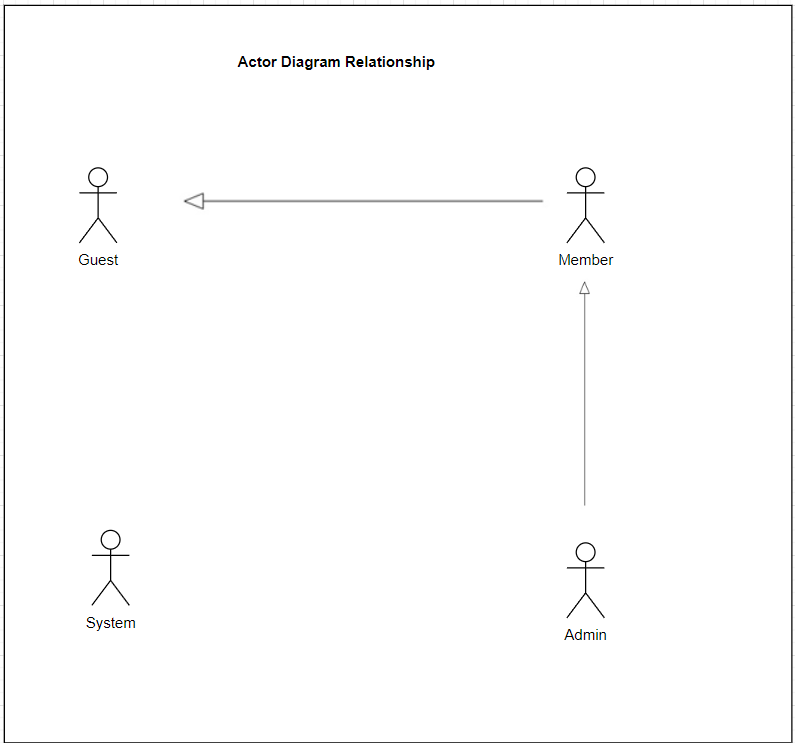 Actor Diagram Relationship
Guest
Member
System
Admin